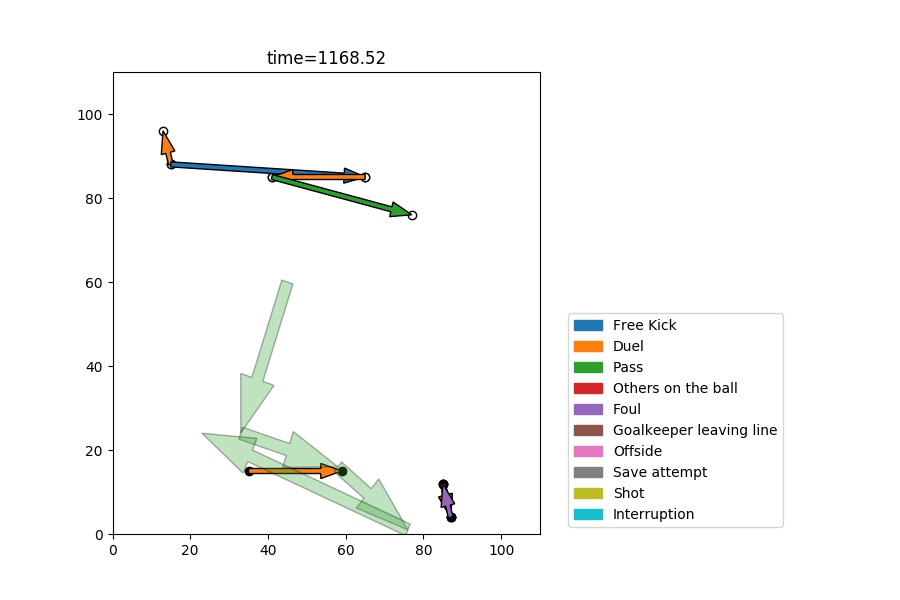 time=1168.52
100
80
60
40
20
0
0 20 40 60 80 100
Free Kick
Duel
Pass
Others on the ball
Foul
Goalkeeper leaving line
Offside
Save attempt
Shot
Interruption